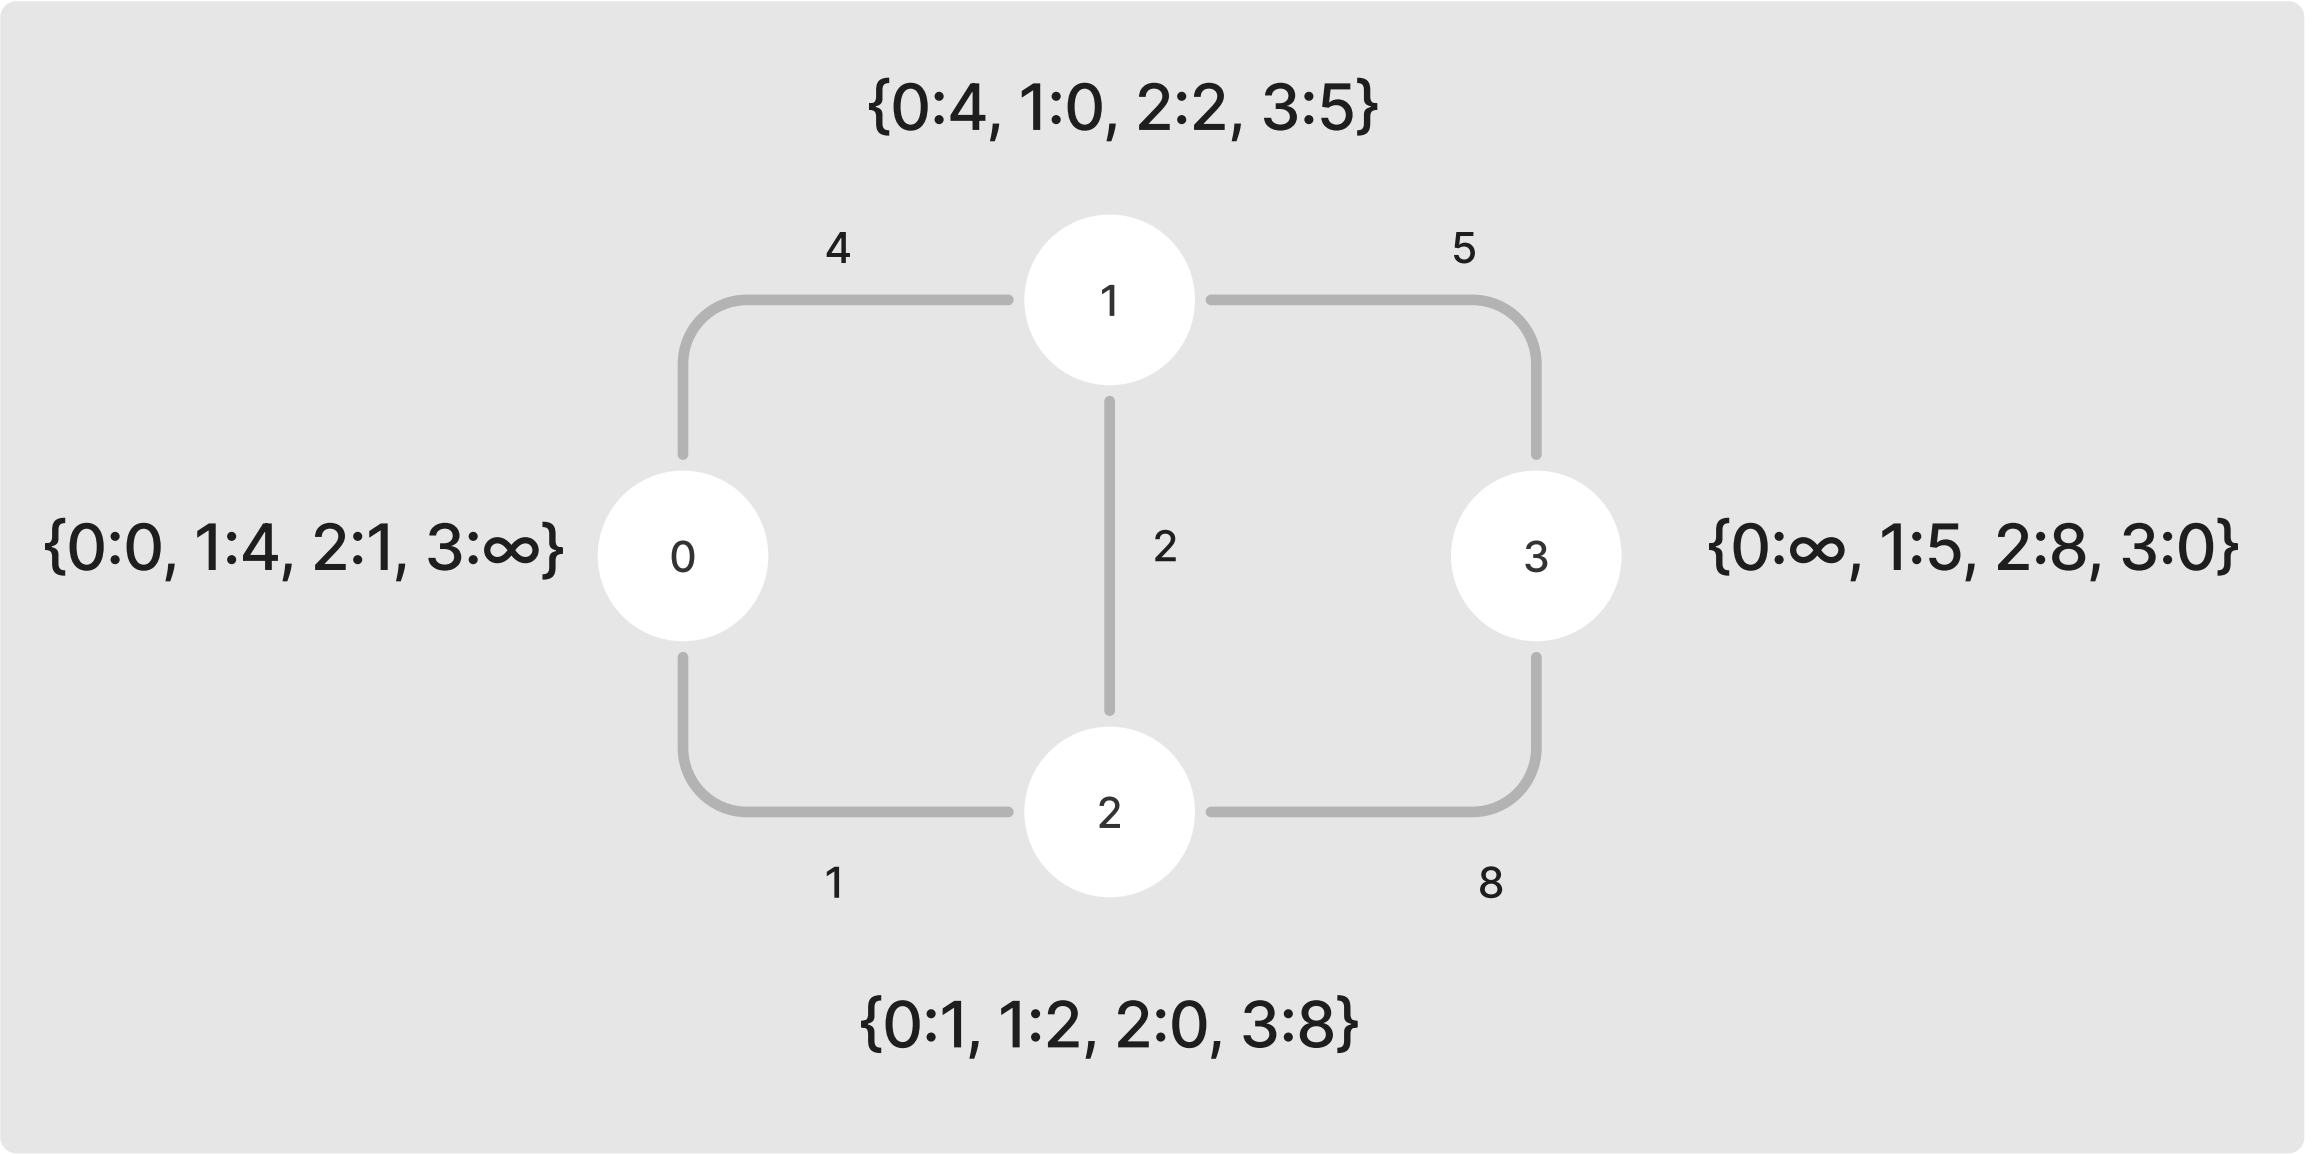 {0:4, 1:0, 2:2, 3:5}
4
5
1
{0:0, 1:4, 2:1, 3:∞}
0
2
3
{0:∞, 1:5, 2:8, 3:0}
2
1
8
{0:1, 1:2, 2:0, 3:8}